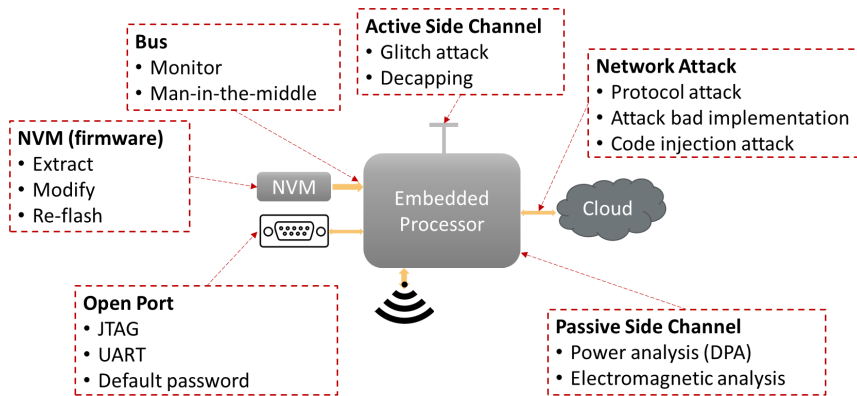 Bus
• Monitor
• Man-in-the-middle
Active Side Channel
• Glitch attack
• Decapping
Network Attack
• Protocol attack
• Attack bad implementation
• Code injection attack
NVM (firmware)
• Extract
• Modify
• Re-flash
NVM
Embedded
Processor
Cloud
Open Port
• JTAG
• UART
• Default password
Passive Side Channel
• Power analysis (DPA)
• Electromagnetic analysis